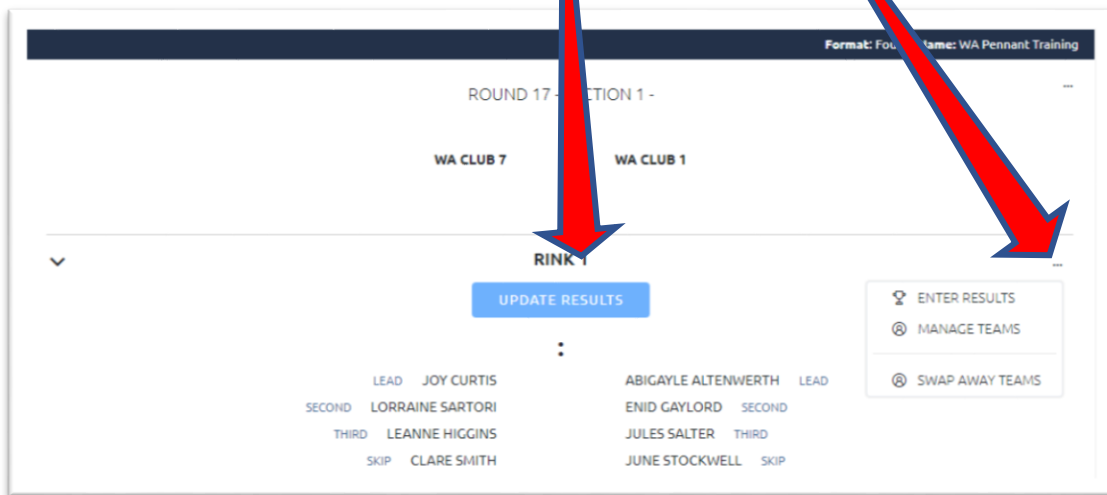 Format: Fou Name: WA Pennant Training
ROUND 17 - CTION 1 -
WA CLUB 7 WA CLUB 1
RINK 1
UPDATE RESULTS
ENTER RESULTS
MANAGE TEAMS
:
LEAD JOY CURTIS ABIGAYLE ALTENWERTH LEAD
SWAP AWAY TEAMS
SECOND LORRAINE SARTORI ENID GAYLORD SECOND
THIRD LEANNE HIGGINS JULES SALTER THIRD
SKIP CLARE SMITH JUNE STOCKWELL SKIP